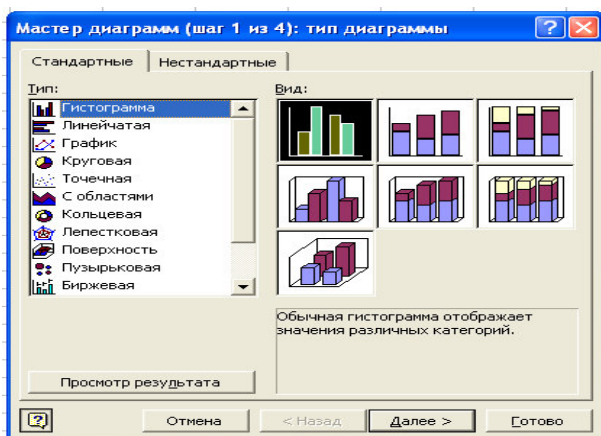 Мастер диаграмм (шаг 1 из 4): тип диаграммы
Стандартные
Нестандартные
Тип:
Гистограмма
Линейчатая
График
Круговая
Точечная
С областями
Кольцевая
Лепестковая
Поверхность
Пузырьковая
Биржевая
Вид:
Обычная гистограмма отображает
значения различных категорий.
Просмотр результата
Отмена
< Назад
Далее >
Готово